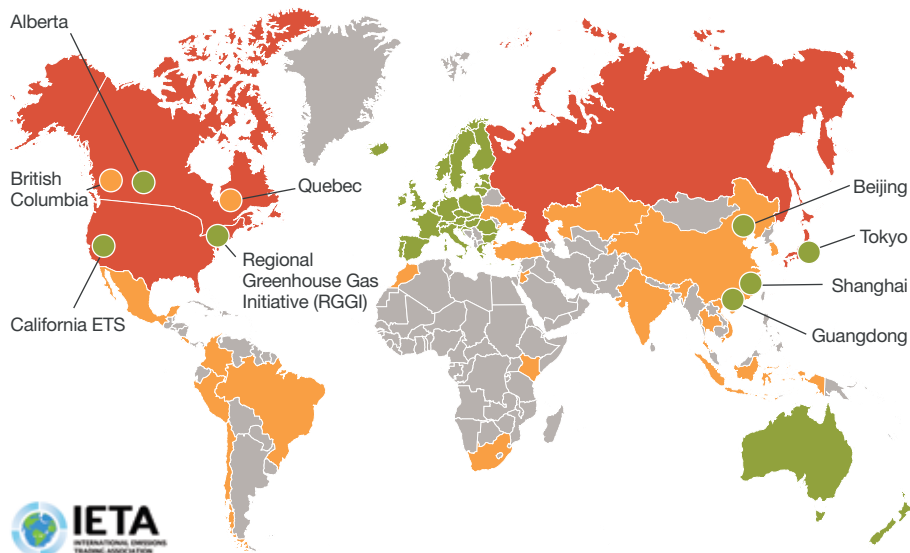 Alberta
British
Columbia
Quebec
California ETS
Regional
Greenhouse Gas
Initiative (RGGI)
Beijing
Tokyo
Shanghai
Guangdong
IETA
INTERNATIONAL EMISSIONS
TRADING ASSOCIATION